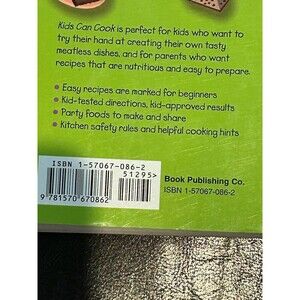 Kids Can Cook is perfect for kids who want to
try their hand at creating their own tasty
meatless dishes, and for parents who want
recipes that are nutritious and easy to prepare.
• Easy recipes are marked for beginners
• Kid-tested directions, kid-approved results
• Party foods to make and share
• Kitchen safety rules and helpful cooking hints
ISBN 1-57067-086-2
51295>
9 781570 670862
Book Publishing Co.
ISBN 1-57067-086-2